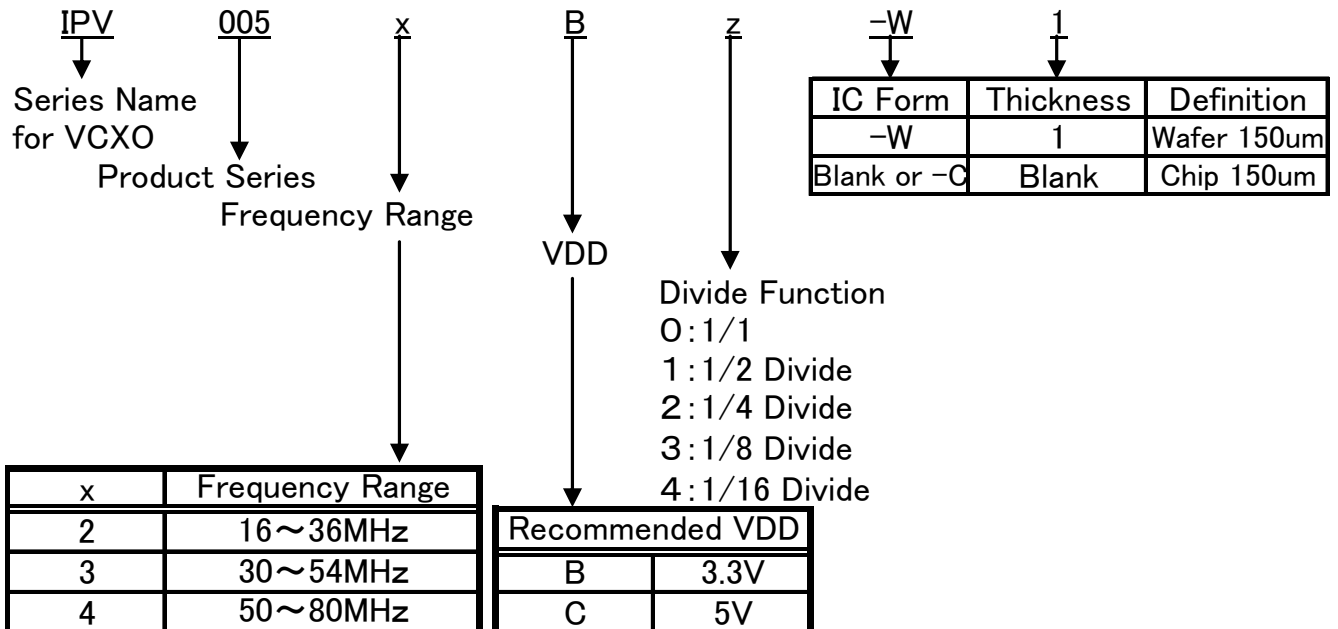 IPV 005 x B z -W 1
Series Name
for VCXO
Product Series
Frequency Range
VDD
Divide Function
0:1/1
1:1/2 Divide
2:1/4 Divide
3:1/8 Divide
4:1/16 Divide
IC Form Thickness Definition
-W 1 Wafer 150um
Blank or -C Blank Chip 150um
x Frequency Range
2 16～36MHz
3 30～54MHz
4 50～80MHz
Recommended VDD
B 3.3V
C 5V